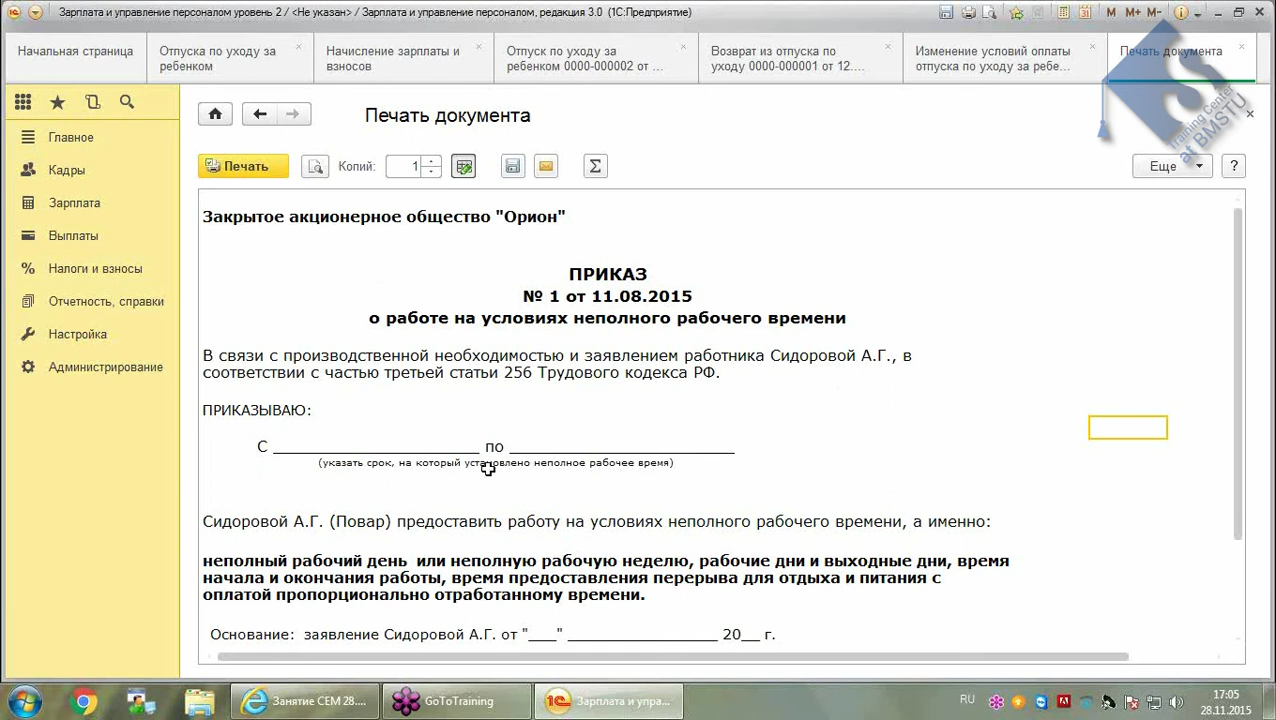 Зарплата и управление персоналом уровень 2 / <Не указан> / Зарплата и управление персоналом, редакция 3.0 (1С:Предприятие)
M M+ M-
Начальная страница
Отпуска по уходу за
ребенком
Начисление зарплаты и
взносов
Отпуск по уходу за
ребенком 0000-000002 от ...
Возврат из отпуска по
уходу 0000-000001 от 12....
Изменение условий оплаты
отпуска по уходу за ребе...
Печать документа
Training Center
at BMSTU
Главное
Кадры
Зарплата
Выплаты
Налоги и взносы
Отчетность, справки
Настройка
Администрирование
Печать документа
Печать
Копий:
1
Σ
Еще
?
Закрытое акционерное общество "Орион"
ПРИКАЗ
№ 1 от 11.08.2015
о работе на условиях неполного рабочего времени
В связи с производственной необходимостью и заявлением работника Сидоровой А.Г., в
соответствии с частью третьей статьи 256 Трудового кодекса РФ.
ПРИКАЗЫВАЮ:
С _______________________ по _________________________
(указать срок, на который установлено неполное рабочее время)
Сидоровой А.Г. (Повар) предоставить работу на условиях неполного рабочего времени, а именно:
неполный рабочий день или неполную рабочую неделю, рабочие дни и выходные дни, время
начала и окончания работы, время предоставления перерыва для отдыха и питания с
оплатой пропорционально отработанному времени.
Основание: заявление Сидоровой А.Г. от "___" _________________ 20__ г.
Занятие СЕМ 28....
GoToTraining
Зарплата и упра...
RU
17:05
28.11.2015